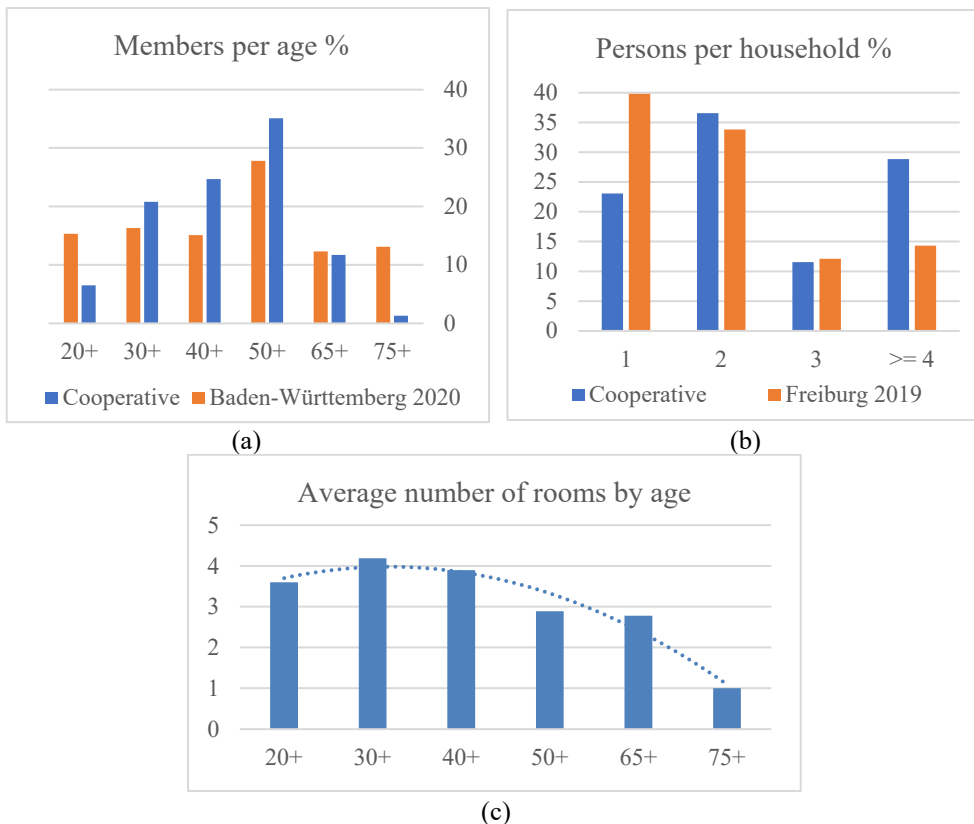 Members per age %
40
30
20
10
0
20+ 30+ 40+ 50+ 65+ 75+
Cooperative Baden-Württemberg 2020
(a)
Persons per household %
40
35
30
25
20
15
10
5
0
1 2 3 >= 4
Cooperative Freiburg 2019
(b)
Average number of rooms by age
5
4
3
2
1
0
20+ 30+ 40+ 50+ 65+ 75+
(c)